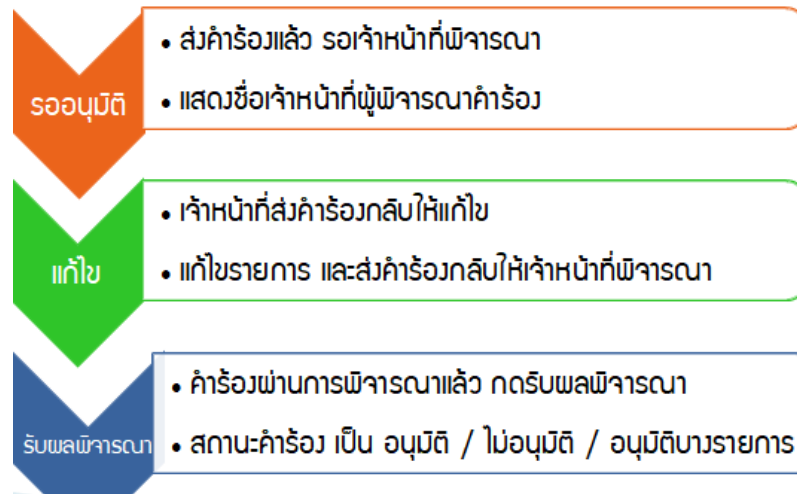 รออนุมัติ
• ส่งคำร้องแล้ว รอเจ้าหน้าที่พิจารณา
• แสดงชื่อเจ้าหน้าที่ผู้พิจารณาคำร้อง
แก้ไข
• เจ้าหน้าที่ส่งคำร้องกลับให้แก้ไข
• แก้ไขรายการ และส่งคำร้องกลับให้เจ้าหน้าที่พิจารณา
รับผลพิจารณา
• คำร้องผ่านการพิจารณาแล้ว กดรับผลพิจารณา
• สถานะคำร้อง เป็น อนุมัติ / ไม่อนุมัติ / อนุมัติบางรายการ